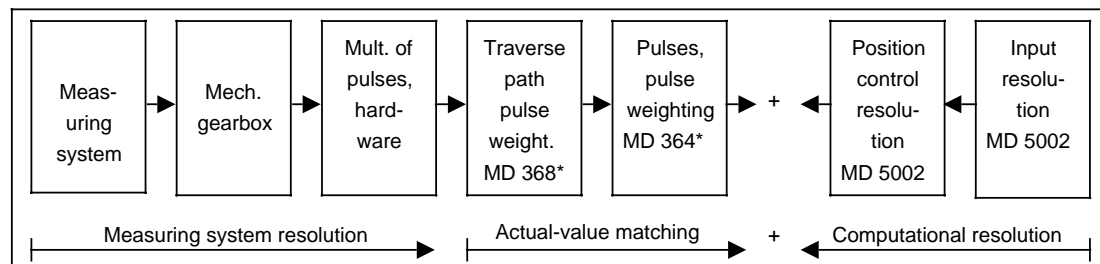 Meas-
uring
system
Mech.
gearbox
Mult. of
pulses,
hard-
ware
Traverse
path
pulse
weight.
MD 368*
Pulses,
pulse
weighting
MD 364*
+
Position
control
resolu-
tion
MD 5002
Input
resolu-
tion
MD 5002
Measuring system resolution
Actual-value matching
+
Computational resolution